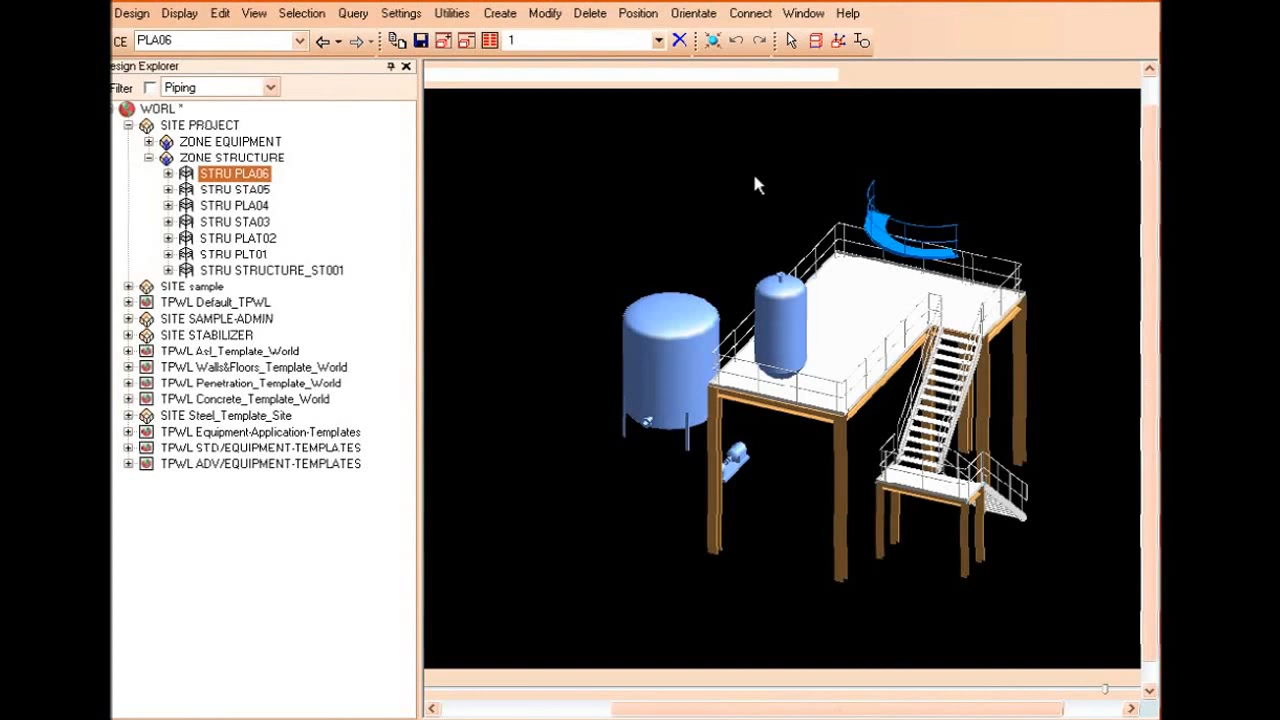 Design Display Edit View Selection Query Settings Utilities Create Modify Delete Position Orientate Connect Window Help
CE PLA06 1
esign Explorer
Filter Piping
WORL *
SITE PROJECT
ZONE EQUIPMENT
ZONE STRUCTURE
STRU PLA06
STRU STA05
STRU PLA04
STRU STA03
STRU PLAT02
STRU PLT01
STRU STRUCTURE_ST001
SITE sample
TPWL Default_TPWL
SITE SAMPLE-ADMIN
SITE STABILIZER
TPWL Asl_Template_World
TPWL Walls&Floors_Template_World
TPWL Penetration_Template_World
TPWL Concrete_Template_World
SITE Steel_Template_Site
TPWL Equipment-Application-Templates
TPWL STD/EQUIPMENT-TEMPLATES
TPWL ADV/EQUIPMENT-TEMPLATES